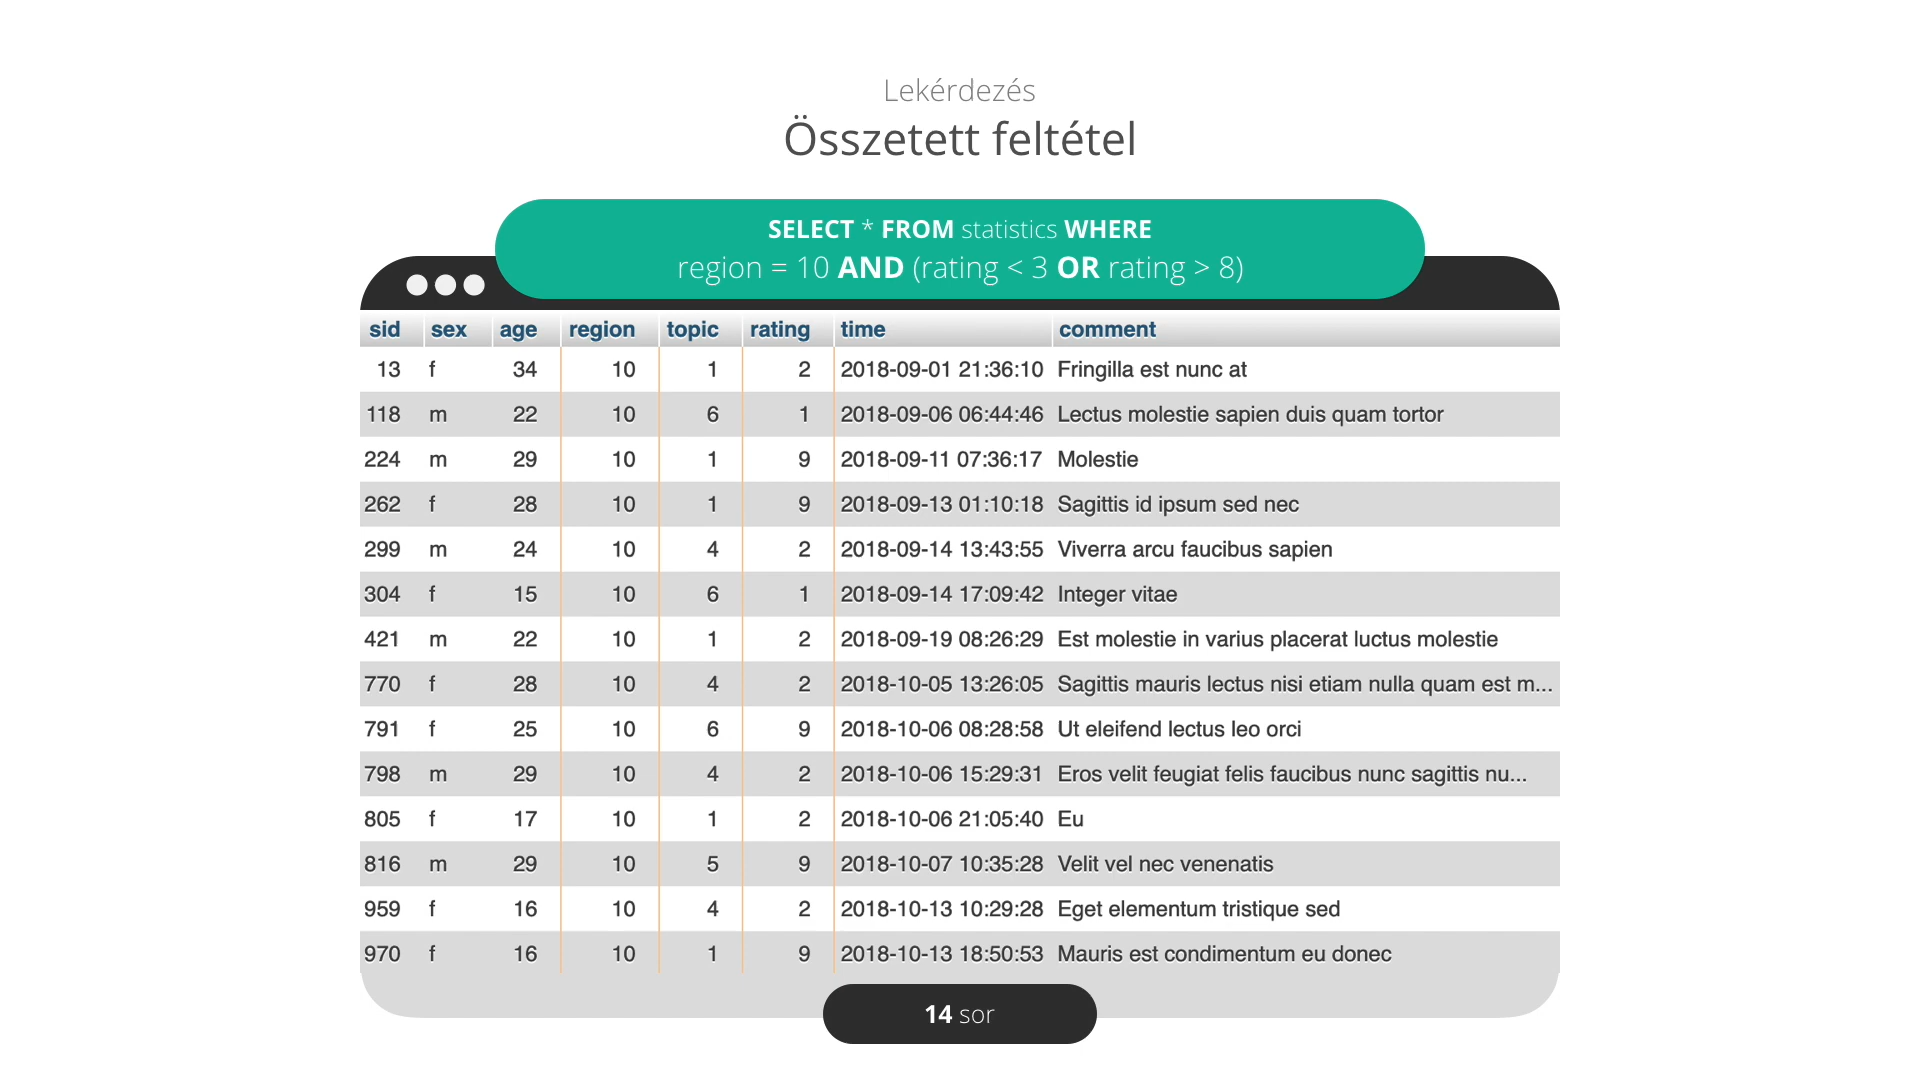 Lekérdezés
Összetett feltétel
SELECT * FROM statistics WHERE
region = 10 AND (rating < 3 OR rating > 8)
sid sex age region topic rating time comment
13 f 34 10 1 2 2018-09-01 21:36:10 Fringilla est nunc at
118 m 22 10 6 1 2018-09-06 06:44:46 Lectus molestie sapien duis quam tortor
224 m 29 10 1 9 2018-09-11 07:36:17 Molestie
262 f 28 10 1 9 2018-09-13 01:10:18 Sagittis id ipsum sed nec
299 m 24 10 4 2 2018-09-14 13:43:55 Viverra arcu faucibus sapien
304 f 15 10 6 1 2018-09-14 17:09:42 Integer vitae
421 m 22 10 1 2 2018-09-19 08:26:29 Est molestie in varius placerat luctus molestie
770 f 28 10 4 2 2018-10-05 13:26:05 Sagittis mauris lectus nisi etiam nulla quam est m...
791 f 25 10 6 9 2018-10-06 08:28:58 Ut eleifend lectus leo orci
798 m 29 10 4 2 2018-10-06 15:29:31 Eros velit feugiat felis faucibus nunc sagittis nu...
805 f 17 10 1 2 2018-10-06 21:05:40 Eu
816 m 29 10 5 9 2018-10-07 10:35:28 Velit vel nec venenatis
959 f 16 10 4 2 2018-10-13 10:29:28 Eget elementum tristique sed
970 f 16 10 1 9 2018-10-13 18:50:53 Mauris est condimentum eu donec
14 sor